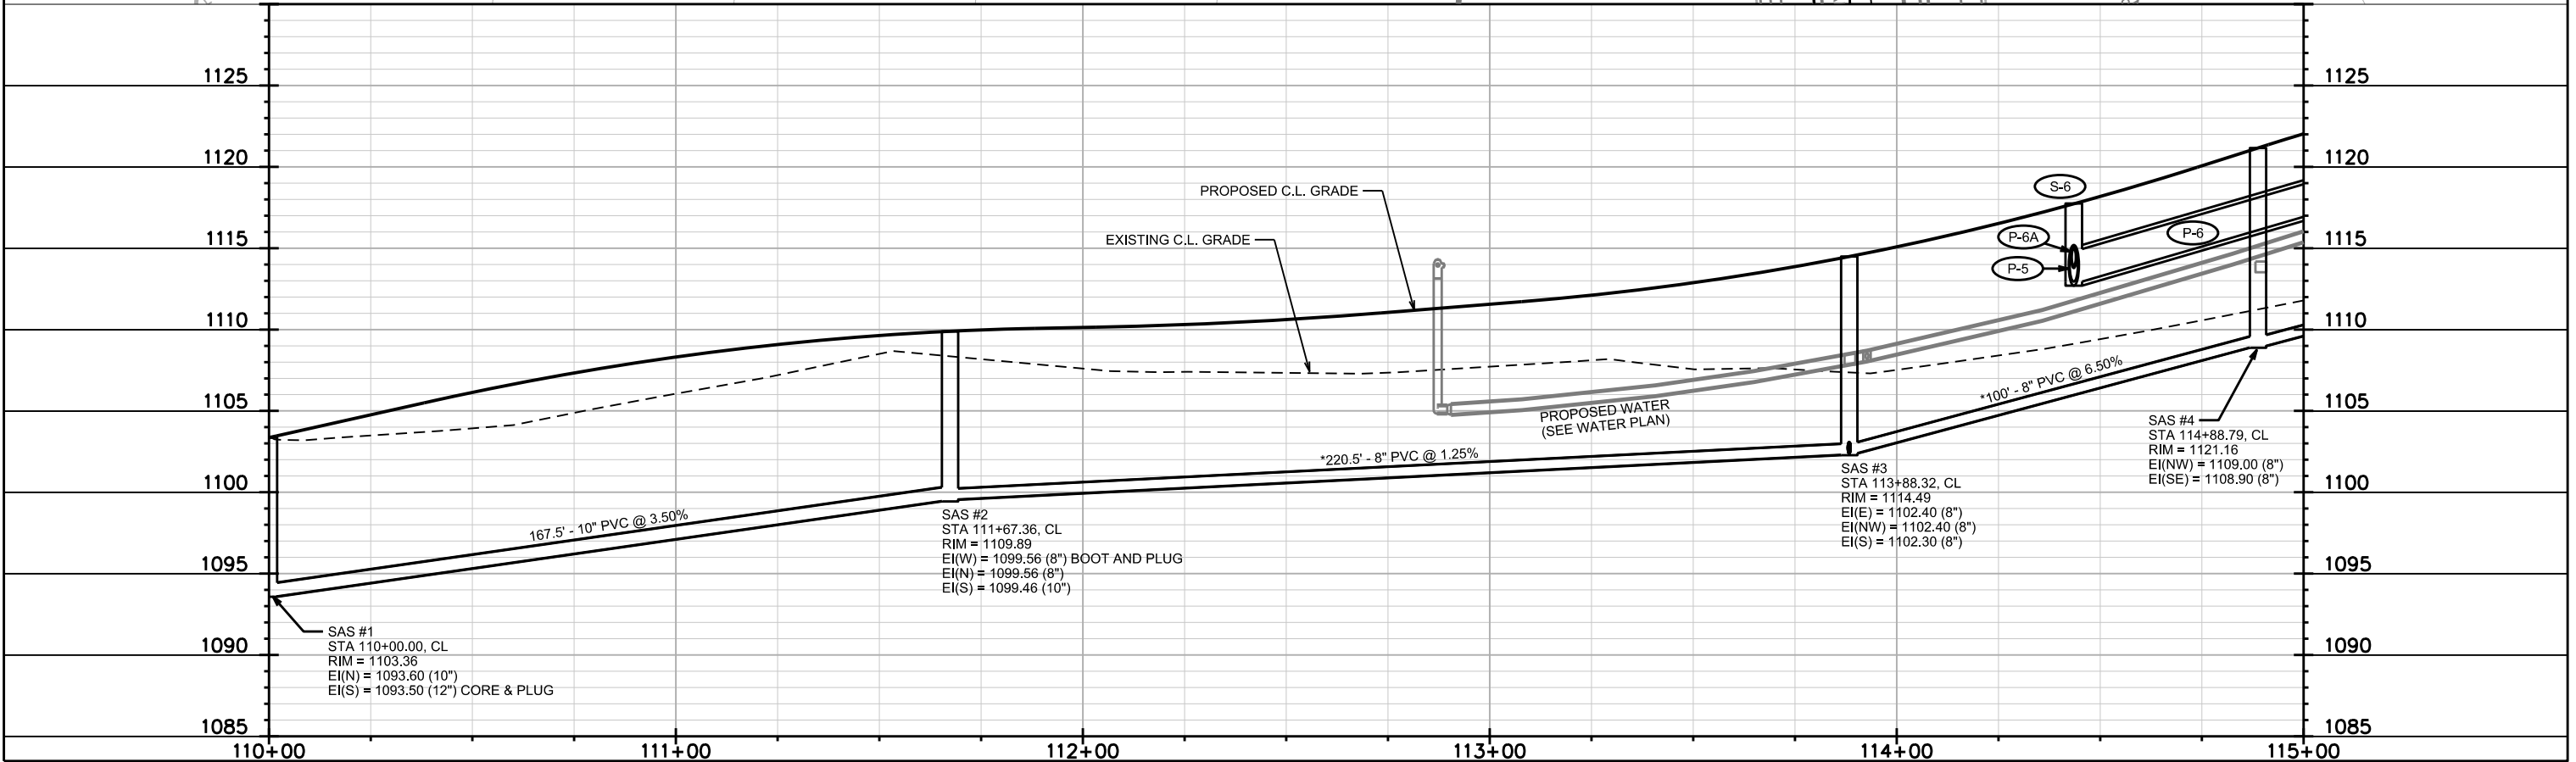 1125
1125
1120
1120
S-6
PROPOSED C.L. GRADE
P-6A
P-6
EXISTING C.L. GRADE
1115
1115
P-5
1110
1110
*100' - 8" PVC @ 6.50%
1105
1105
PROPOSED WATER
(SEE WATER PLAN)
SAS #4
STA 114+88.79, CL
RIM = 1121.16
EI(NW) = 1109.00 (8")
EI(SE) = 1108.90 (8")
*220.5' - 8" PVC @ 1.25%
SAS #3
STA 113+88.32, CL
RIM = 1114.49
EI(E) = 1102.40 (8")
EI(NW) = 1102.40 (8")
EI(S) = 1102.30 (8")
1100
1100
167.5' - 10" PVC @ 3.50%
SAS #2
STA 111+67.36, CL
RIM = 1109.89
EI(W) = 1099.56 (8") BOOT AND PLUG
EI(N) = 1099.56 (8")
EI(S) = 1099.46 (10")
1095
1095
SAS #1
STA 110+00.00, CL
RIM = 1103.36
EI(N) = 1093.60 (10")
EI(S) = 1093.50 (12") CORE & PLUG
1090
1090
1085
1085
110+00
111+00
112+00
113+00
114+00
115+00